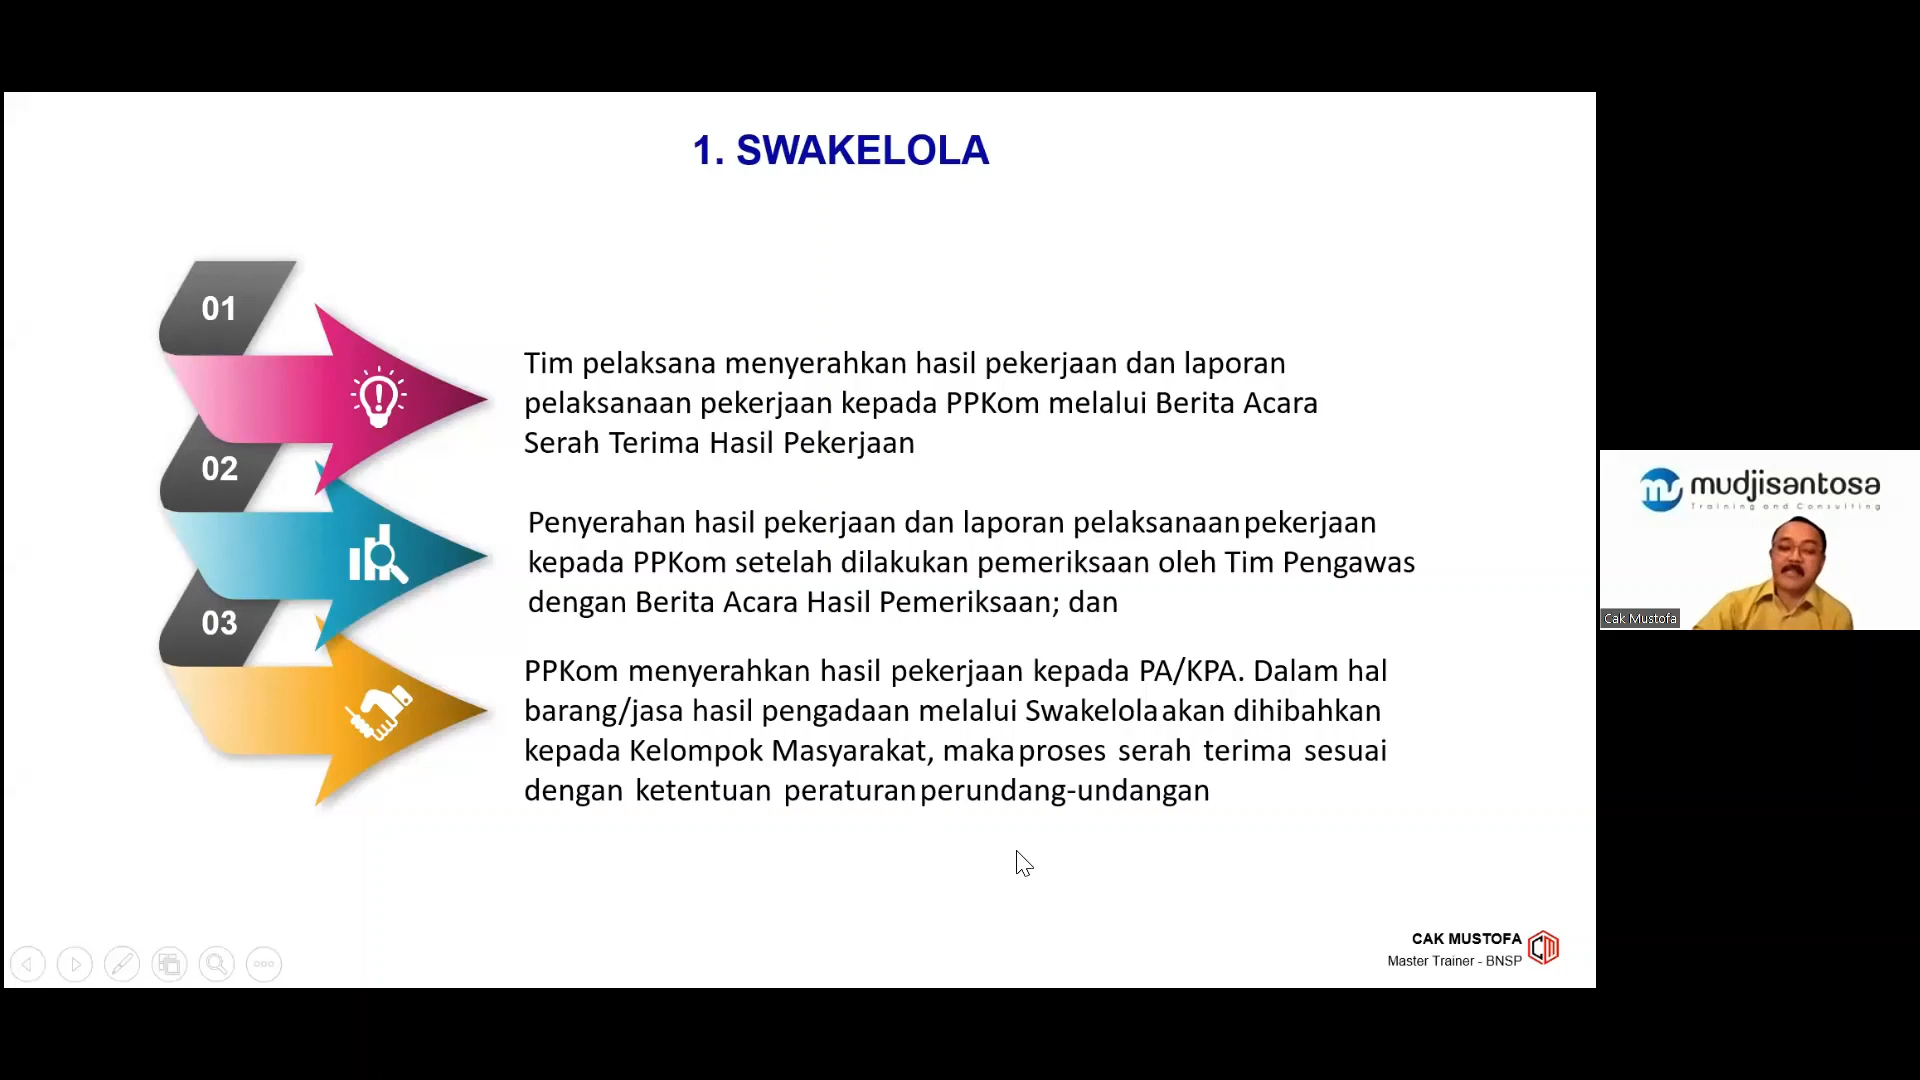 1. SWAKELOLA
01
Tim pelaksana menyerahkan hasil pekerjaan dan laporan
pelaksanaan pekerjaan kepada PPKom melalui Berita Acara
Serah Terima Hasil Pekerjaan
02
Penyerahan hasil pekerjaan dan laporan pelaksanaan pekerjaan
kepada PPKom setelah dilakukan pemeriksaan oleh Tim Pengawas
dengan Berita Acara Hasil Pemeriksaan; dan
03
PPKom menyerahkan hasil pekerjaan kepada PA/KPA. Dalam hal
barang/jasa hasil pengadaan melalui Swakelola akan dihibahkan
kepada Kelompok Masyarakat, maka proses serah terima sesuai
dengan ketentuan peraturan perundang-undangan
CAK MUSTOFA
Master Trainer - BNSP
mudjisantosa
Training and Consulting
Cak Mustofa